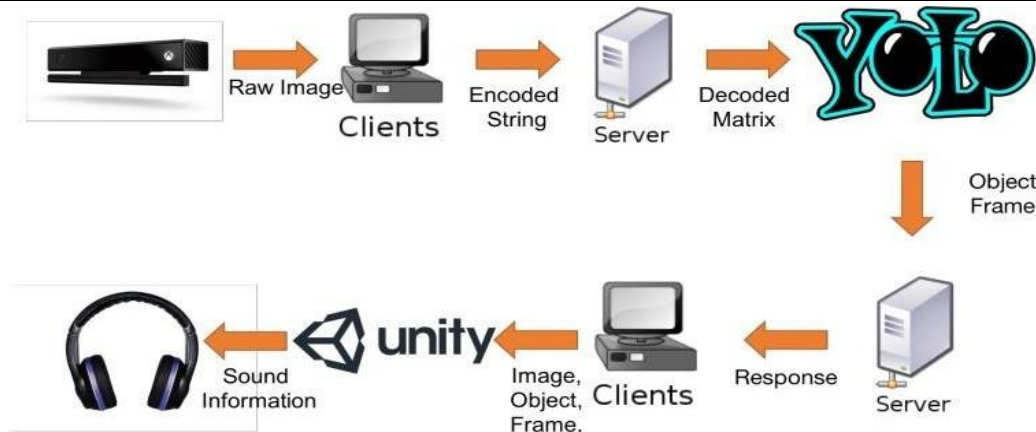 Raw Image
Clients
Encoded
String
Server
Decoded
Matrix
YOLO
Object
Frame
Sound
Information
unity
Image,
Object,
Frame,
Clients
Response
Server